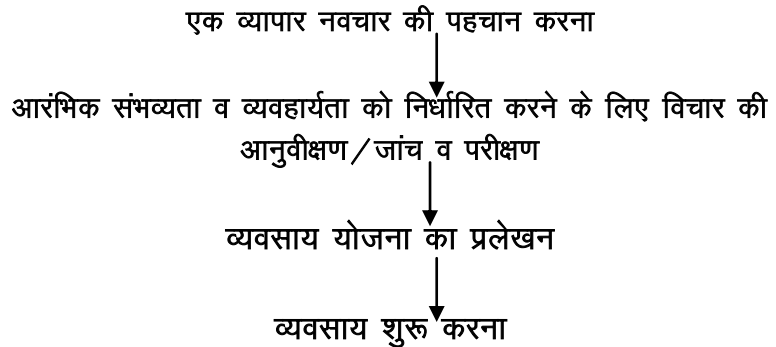 एक व्यापार नवचार की पहचान करना
आरंभिक संभव्यता व व्यवहार्यता को निर्धारित करने के लिए विचार की
आनुवीक्षण/जांच व परीक्षण
व्यवसाय योजना का प्रलेखन
व्यवसाय शुरू करना